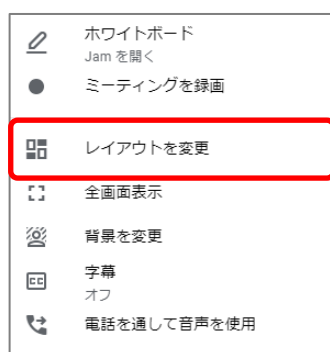 ホワイトボード
Jam を開く
ミーティングを録画
レイアウトを変更
全画面表示
背景を変更
CC
字幕
オフ
電話を通して音声を使用